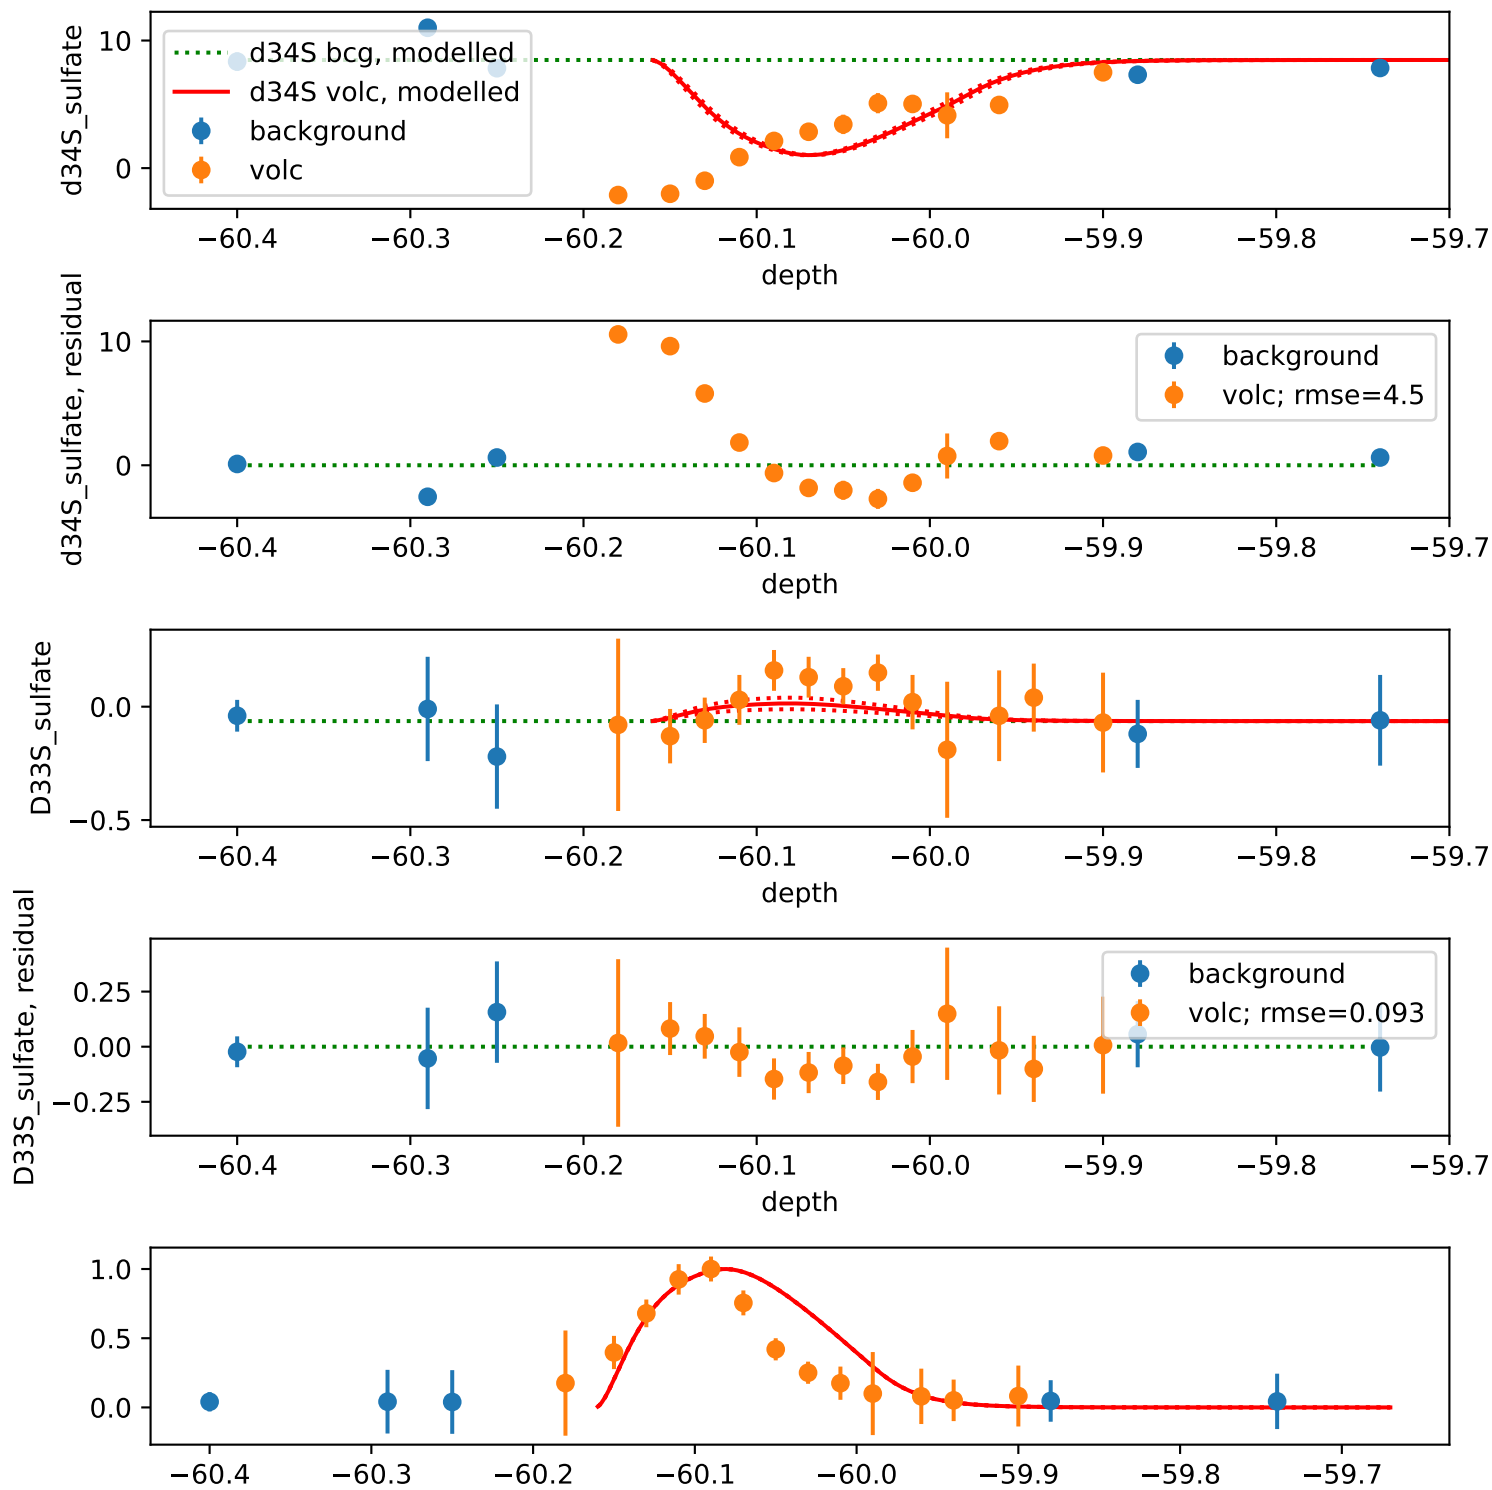 d34S_sulfate
10
0
d34S bcg, modelled
d34S volc, modelled
background
volc
−60.4 −60.3 −60.2 −60.1 −60.0 −59.9 −59.8 −59.7
depth
d34S_sulfate, residual
10
0
background
volc; rmse=4.5
−60.4 −60.3 −60.2 −60.1 −60.0 −59.9 −59.8 −59.7
depth
D33S_sulfate
0.0
−0.5
−60.4 −60.3 −60.2 −60.1 −60.0 −59.9 −59.8 −59.7
depth
D33S_sulfate, residual
0.25
0.00
−0.25
background
volc; rmse=0.093
−60.4 −60.3 −60.2 −60.1 −60.0 −59.9 −59.8 −59.7
depth
1.0
0.5
0.0
−60.4 −60.3 −60.2 −60.1 −60.0 −59.9 −59.8 −59.7